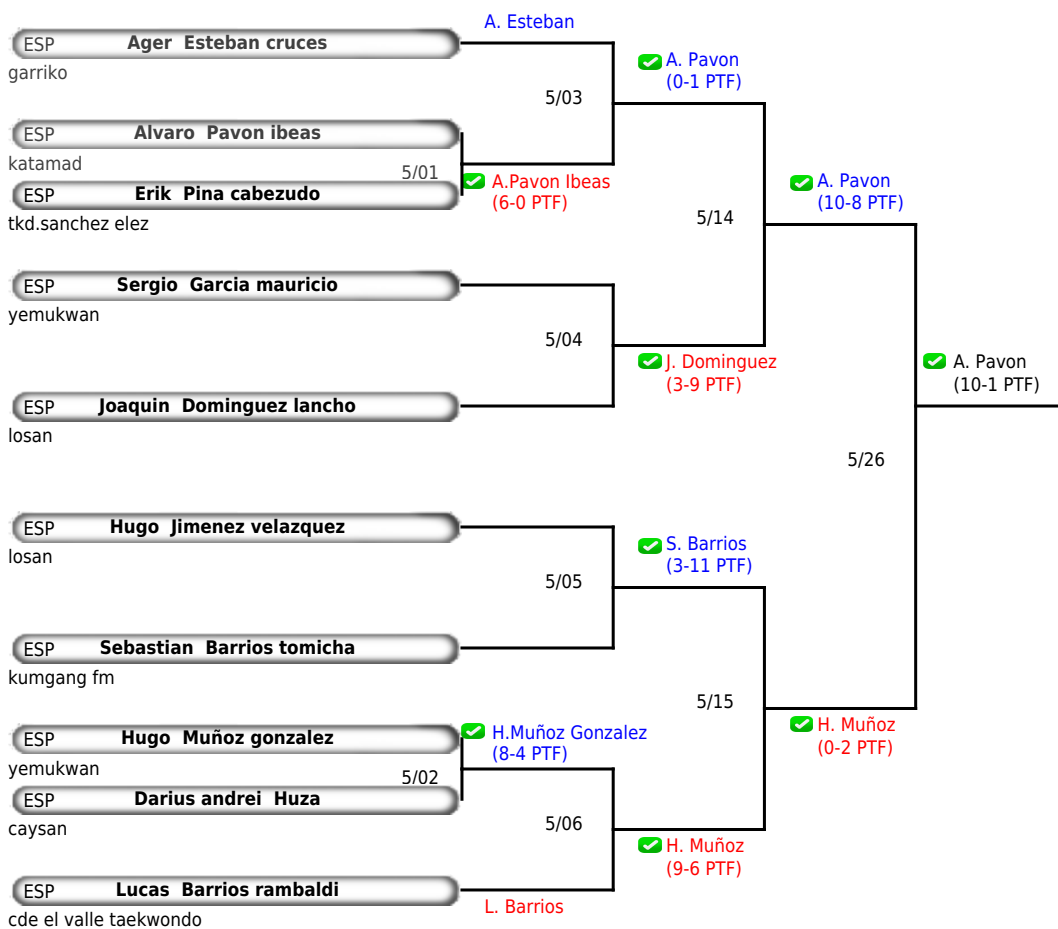 A. Esteban
ESP Ager Esteban cruces
garriko
5/03
A. Pavon
(0-1 PTF)
ESP Alvaro Pavon ibeas
katamad
5/01
A.Pavon Ibeas
(6-0 PTF)
ESP Erik Pina cabezudo
tkd.sanchez elez
5/14
A. Pavon
(10-8 PTF)
ESP Sergio Garcia mauricio
yemukwan
5/04
J. Dominguez
(3-9 PTF)
A. Pavon
(10-1 PTF)
ESP Joaquin Dominguez lancho
losan
5/26
ESP Hugo Jimenez velazquez
losan
5/05
S. Barrios
(3-11 PTF)
ESP Sebastian Barrios tomicha
kumgang fm
5/15
H. Muñoz
(0-2 PTF)
ESP Hugo Muñoz gonzalez
yemukwan
5/02
H.Muñoz Gonzalez
(8-4 PTF)
ESP Darius andrei Huza
caysan
5/06
H. Muñoz
(9-6 PTF)
ESP Lucas Barrios rambaldi
L. Barrios
cde el valle taekwondo